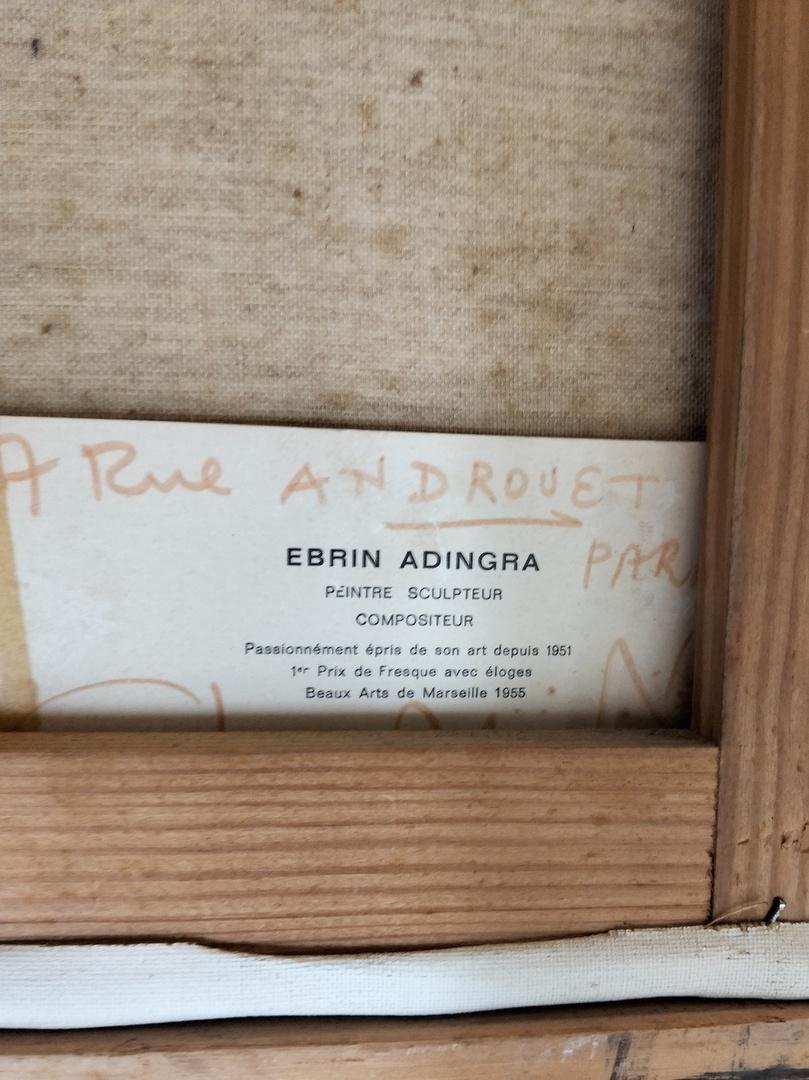 A Rue ANDROUET
EBRIN ADINGRA
PAR
PEINTRE SCULPTEUR
COMPOSITEUR
Passionnément épris de son art depuis 1951
1er Prix de Fresque avec éloges
Beaux Arts de Marseille 1955